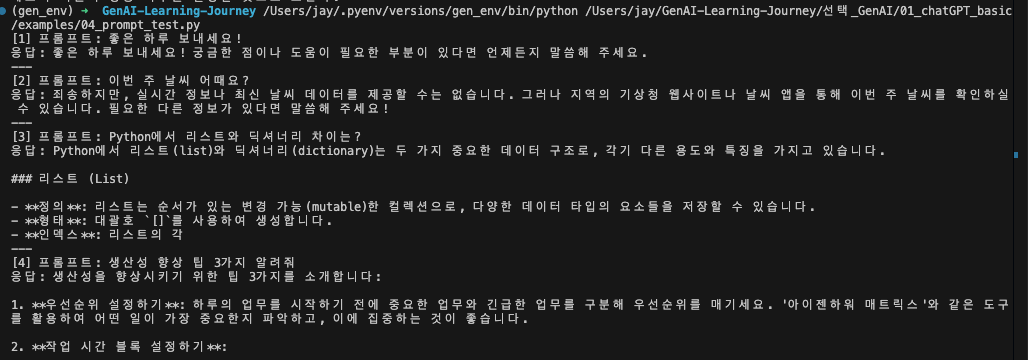 (gen_env) → GenAI-Learning-Journey /Users/jay/.pyenv/versions/gen_env/bin/python /Users/jay/GenAI-Learning-Journey/선택_GenAI/01_chatGPT_basic
/examples/04_prompt_test.py
[1] 프롬프트: 좋은 하루 보내세요!
응답: 좋은 하루 보내세요! 궁금한 점이나 도움이 필요한 부분이 있다면 언제든지 말씀해 주세요.
---
[2] 프롬프트: 이번 주 날씨 어때요?
응답: 죄송하지만, 실시간 정보나 최신 날씨 데이터를 제공할 수는 없습니다. 그러나 지역의 기상청 웹사이트나 날씨 앱을 통해 이번 주 날씨를 확인하실
수 있습니다. 필요한 다른 정보가 있다면 말씀해 주세요!
---
[3] 프롬프트: Python에서 리스트와 딕셔너리 차이는?
응답: Python에서 리스트(list)와 딕셔너리(dictionary)는 두 가지 중요한 데이터 구조로, 각기 다른 용도와 특징을 가지고 있습니다.
### 리스트 (List)
- **정의**: 리스트는 순서가 있는 변경 가능(mutable)한 컬렉션으로, 다양한 데이터 타입의 요소들을 저장할 수 있습니다.
- **형태**: 대괄호 `[]`를 사용하여 생성합니다.
- **인덱스**: 리스트의 각
---
[4] 프롬프트: 생산성 향상 팁 3가지 알려줘
응답: 생산성을 향상시키기 위한 팁 3가지를 소개합니다:
1. **우선순위 설정하기**: 하루의 업무를 시작하기 전에 중요한 업무와 긴급한 업무를 구분해 우선순위를 매기세요. '아이젠하워 매트릭스'와 같은 도구
를 활용하여 어떤 일이 가장 중요한지 파악하고, 이에 집중하는 것이 좋습니다.
2. **작업 시간 블록 설정하기**: